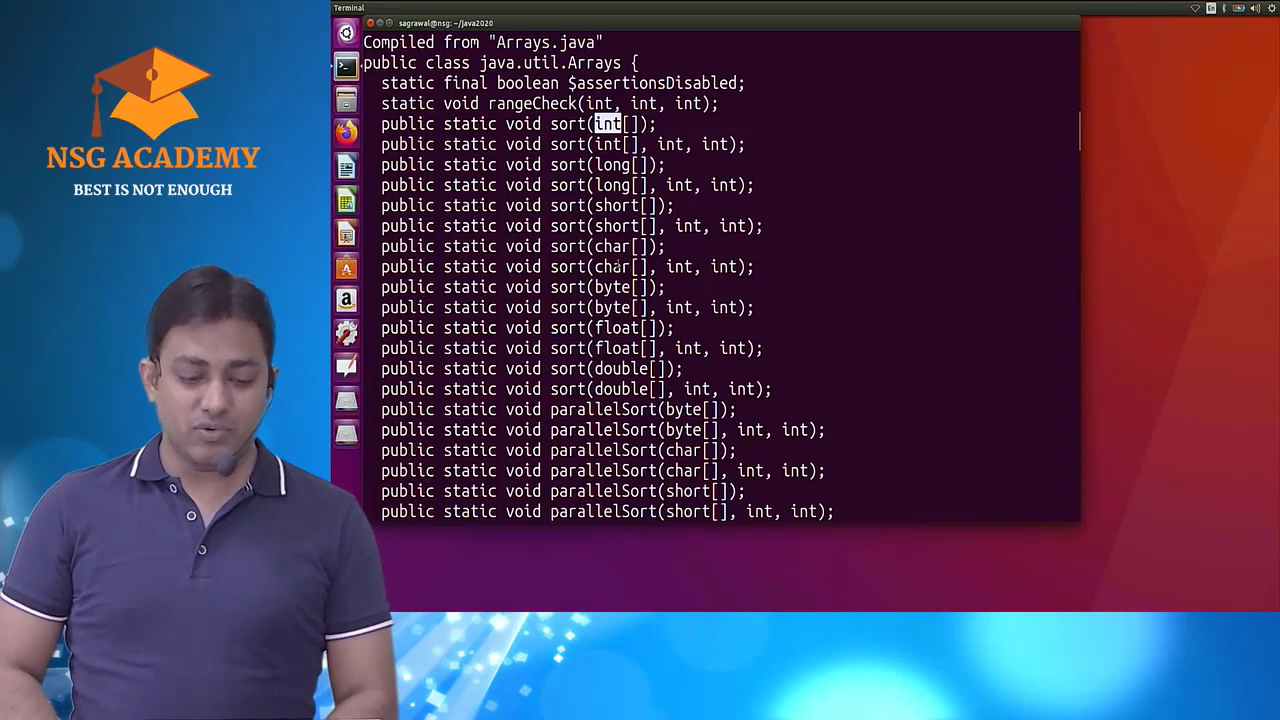 Terminal
En
sagrawal@nsg: ~/java2020
Compiled from "Arrays.java"
public class java.util.Arrays {
static final boolean $assertionsDisabled;
static void rangeCheck(int, int, int);
public static void sort(int[]);
public static void sort(int[], int, int);
public static void sort(long[]);
public static void sort(long[], int, int);
public static void sort(short[]);
public static void sort(short[], int, int);
public static void sort(char[]);
public static void sort(char[], int, int);
public static void sort(byte[]);
public static void sort(byte[], int, int);
public static void sort(float[]);
public static void sort(float[], int, int);
public static void sort(double[]);
public static void sort(double[], int, int);
public static void parallelSort(byte[]);
public static void parallelSort(byte[], int, int);
public static void parallelSort(char[]);
public static void parallelSort(char[], int, int);
public static void parallelSort(short[]);
public static void parallelSort(short[], int, int);
NSG ACADEMY
BEST IS NOT ENOUGH